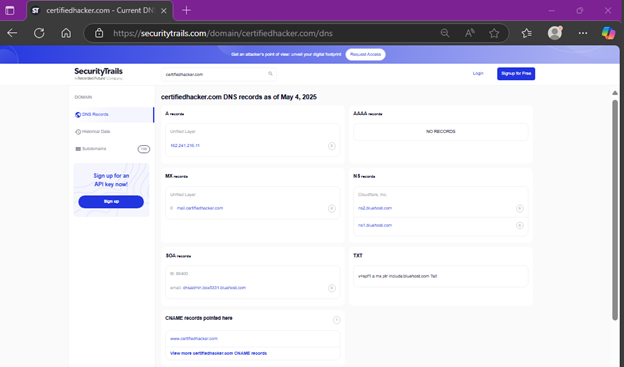 certifiedhacker.com - Current DN
https://securitytrails.com/domain/certifiedhacker.com/dns
Get an attacker's point of view: unveil your digital footprint Request Access
SecurityTrails
A Recorded Future Company
certifiedhacker.com
Login
Signup for Free
DOMAIN
DNS Records
Historical Data
Subdomains
Sign up for an
API key now!
Sign up
certifiedhacker.com DNS records as of May 4, 2025
A records
Unified Layer
162.241.216.11
AAAA records
NO RECORDS
MX records
Unified Layer
0 mail.certifiedhacker.com
NS records
Cloudflare, Inc.
ns2.bluehost.com
ns1.bluehost.com
SOA records
email: dnsadmin.box5331.bluehost.com
TXT
v=spf1 a mx ptr include:bluehost.com ?all
CNAME records pointed here
www.certifiedhacker.com
View more certifiedhacker.com CNAME records